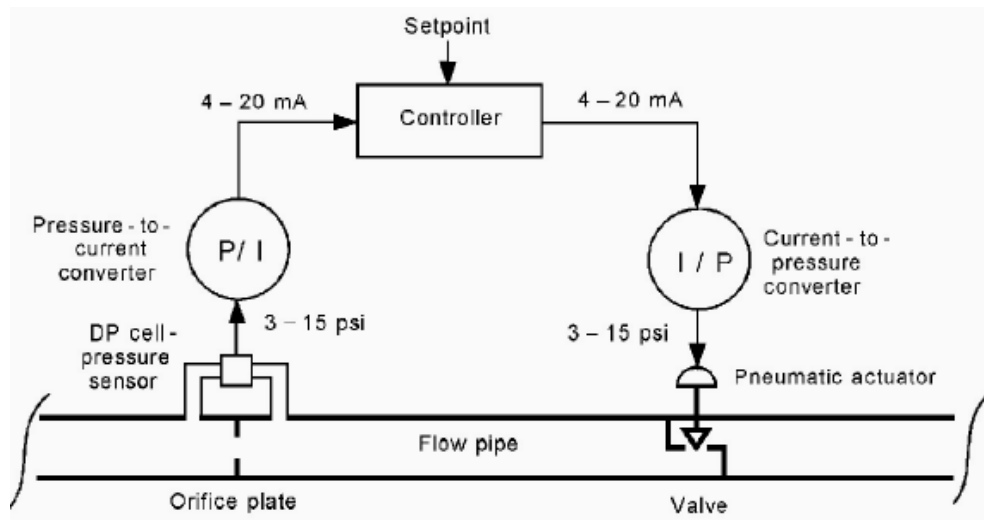 Setpoint
4 – 20 mA
Controller
4 – 20 mA
Pressure - to -
current
converter
P/ I
I / P
Current - to -
pressure
converter
3 – 15 psi
DP cell -
pressure
sensor
3 – 15 psi
Pneumatic actuator
Flow pipe
Orifice plate
Valve